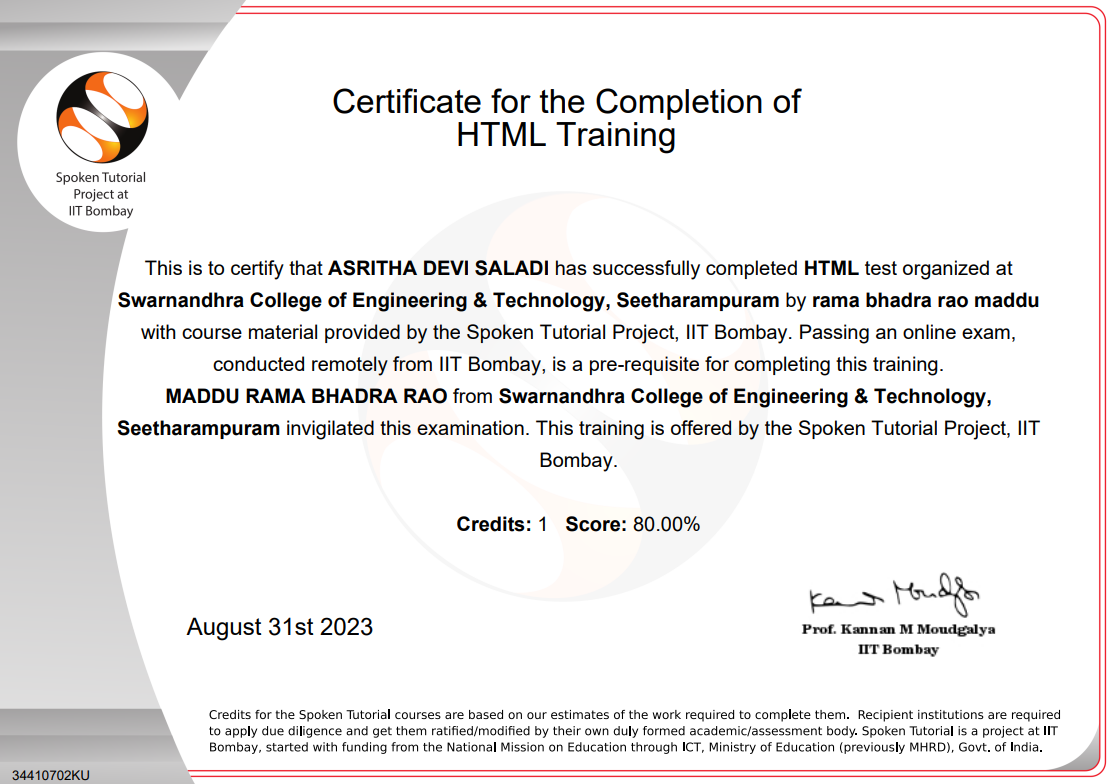 Spoken Tutorial
Project at
IIT Bombay
Certificate for the Completion of
HTML Training
This is to certify that ASRITHA DEVI SALADI has successfully completed HTML test organized at
Swarnandhra College of Engineering & Technology, Seetharampuram by rama bhadra rao maddu
with course material provided by the Spoken Tutorial Project, IIT Bombay. Passing an online exam,
conducted remotely from IIT Bombay, is a pre-requisite for completing this training.
MADDU RAMA BHADRA RAO from Swarnandhra College of Engineering & Technology,
Seetharampuram invigilated this examination. This training is offered by the Spoken Tutorial Project, IIT
Bombay.
Credits: 1 Score: 80.00%
August 31st 2023
Prof. Kannan M Moudgalya
IIT Bombay
Credits for the Spoken Tutorial courses are based on our estimates of the work required to complete them. Recipient institutions are required
to apply due diligence and get them ratified/modified by their own duly formed academic/assessment body. Spoken Tutorial is a project at IIT
Bombay, started with funding from the National Mission on Education through ICT, Ministry of Education (previously MHRD), Govt. of India.
34410702KU